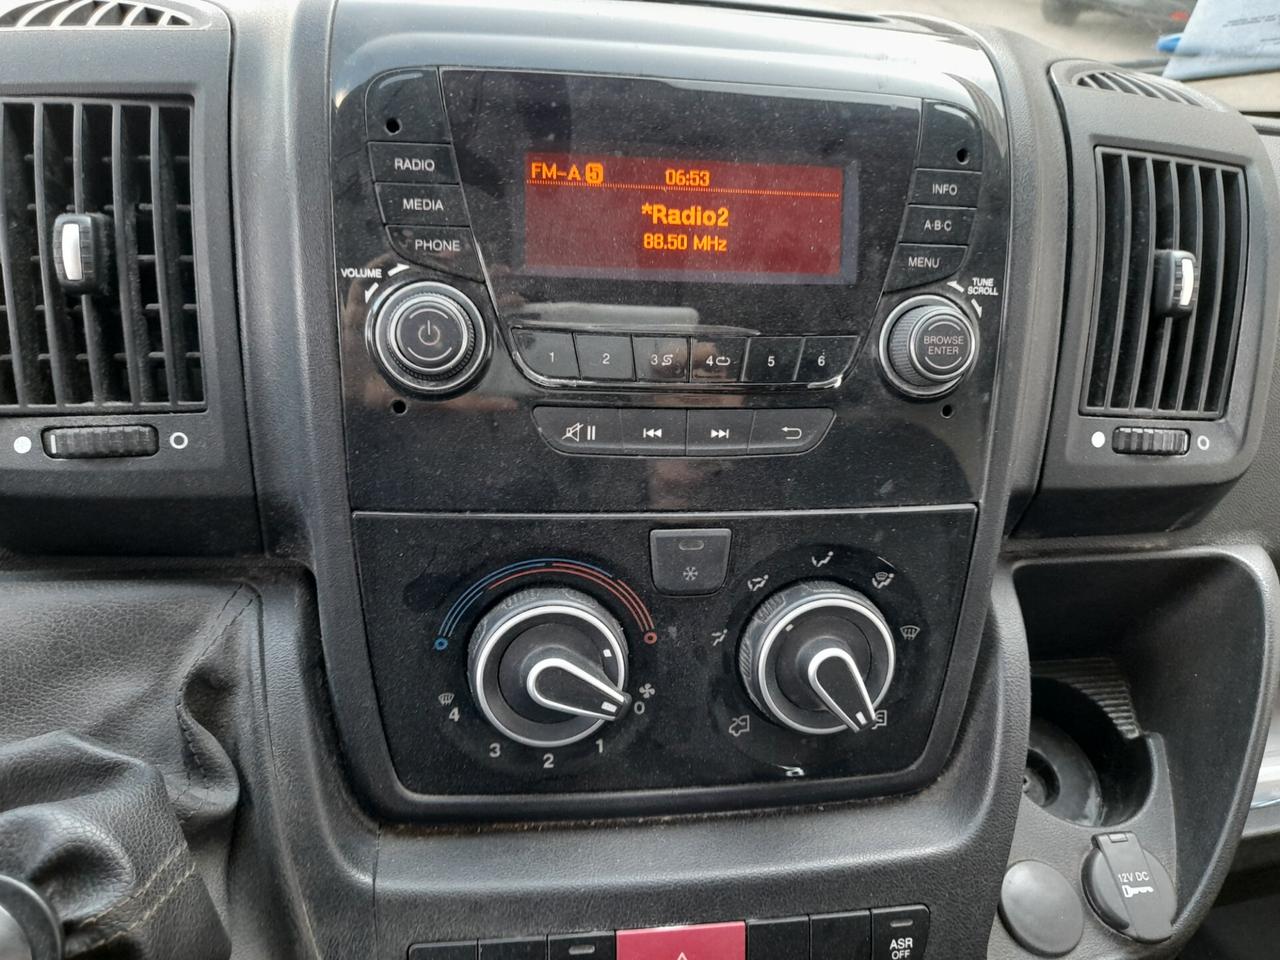 FM-A 5 06:53
*Radio2
88.50 MHz
RADIO
MEDIA
PHONE
VOLUME
INFO
A·B·C
MENU
TUNE
SCROLL
BROWSE
ENTER
1 2 3 4 5 6
0
1
2
3
4
12V DC
ASR
OFF